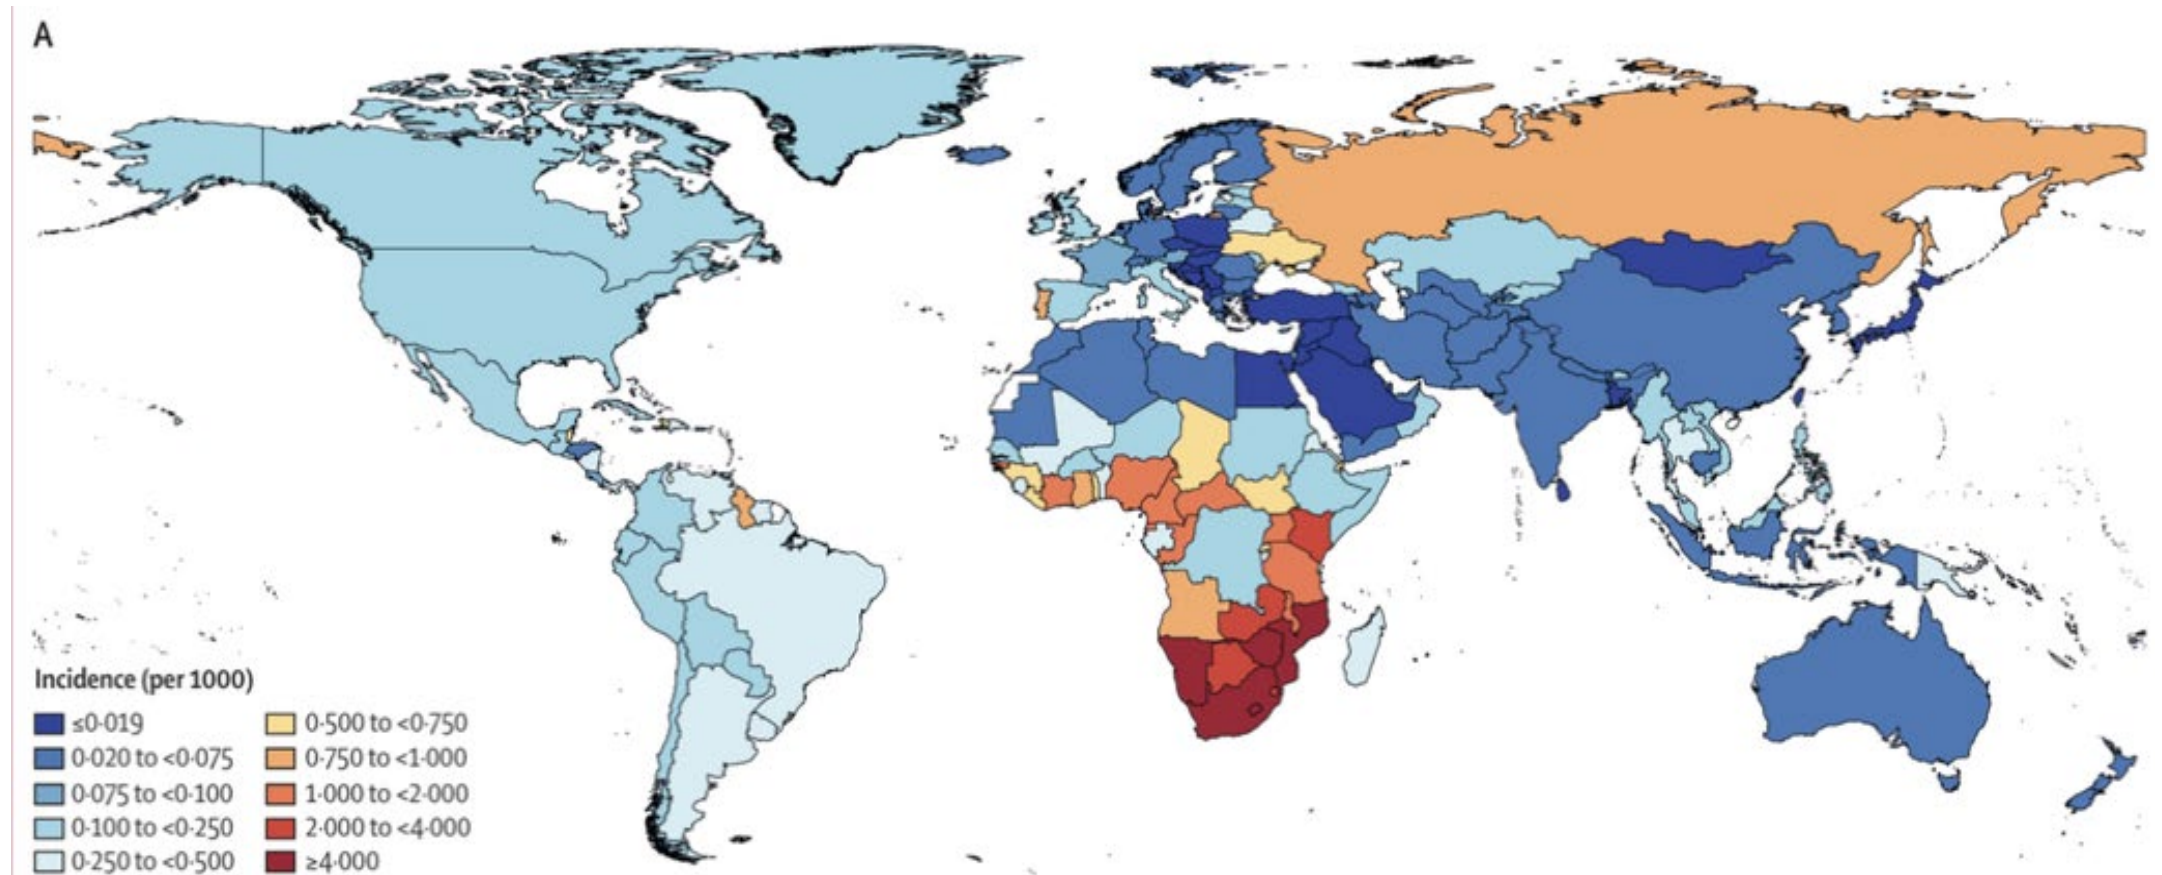 A
Incidence (per 1000)
≤0·019
0·020 to <0·075
0·075 to <0·100
0·100 to <0·250
0·250 to <0·500
0·500 to <0·750
0·750 to <1·000
1·000 to <2·000
2·000 to <4·000
≥4·000